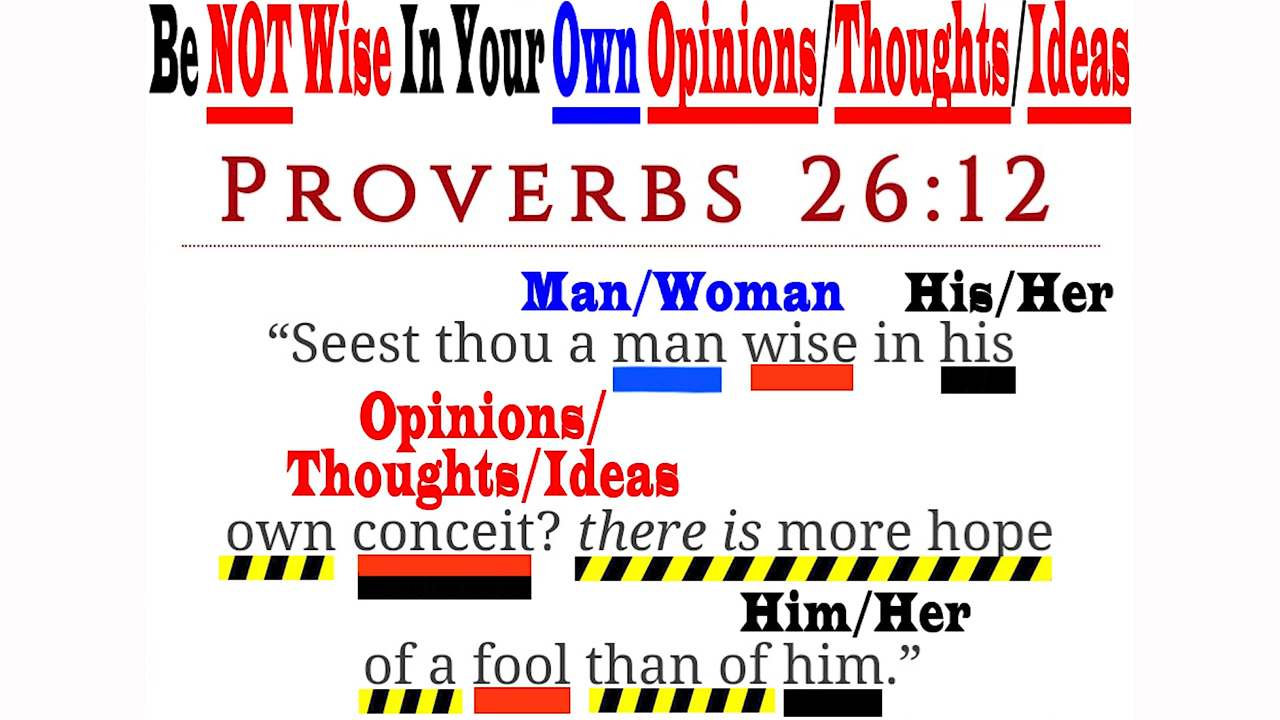 Be NOT Wise In Your Own Opinions/Thoughts/Ideas
PROVERBS 26:12
Man/Woman His/Her
“Seest thou a man wise in his
Opinions/
Thoughts/Ideas
own conceit? there is more hope
Him/Her
of a fool than of him.”